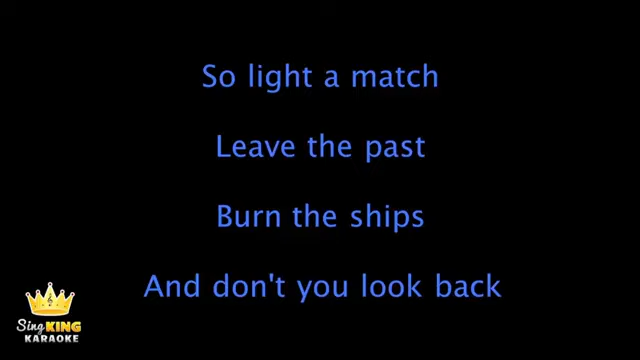 So light a match
Leave the past
Burn the ships
And don't you look back
Sing KING
KARAOKE